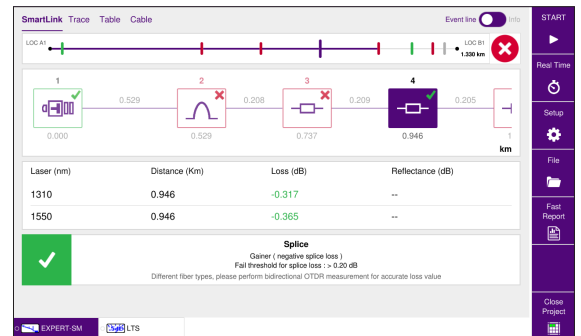 SmartLink Trace Table Cable Event line Info START
LOC A1 LOC B1
1.330 km
Real Time
1 2 3 4
0.529 0.208 0.209 0.205
Setup
0.000 0.529 0.737 0.946 1
km
File
Laser (nm) Distance (Km) Loss (dB) Reflectance (dB)
1310 0.946 -0.317 --
1550 0.946 -0.365 --
Fast
Report
Splice
Gainer ( negative splice loss )
Fail threshold for splice loss : > 0.20 dB
Different fiber types, please perform bidirectional OTDR measurement for accurate loss value
Close
Project
EXPERT-SM LTS